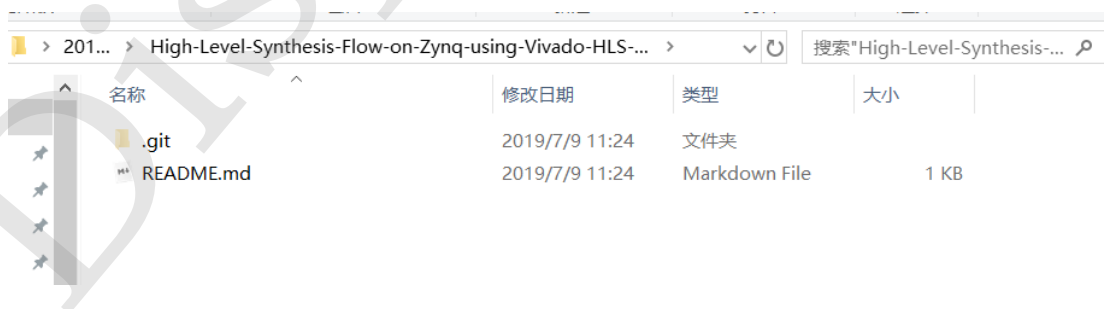 201... > High-Level-Synthesis-Flow-on-Zynq-using-Vivado-HLS-... > 搜索"High-Level-Synthesis-...
名称 修改日期 类型 大小
.git 2019/7/9 11:24 文件夹
README.md 2019/7/9 11:24 Markdown File 1 KB